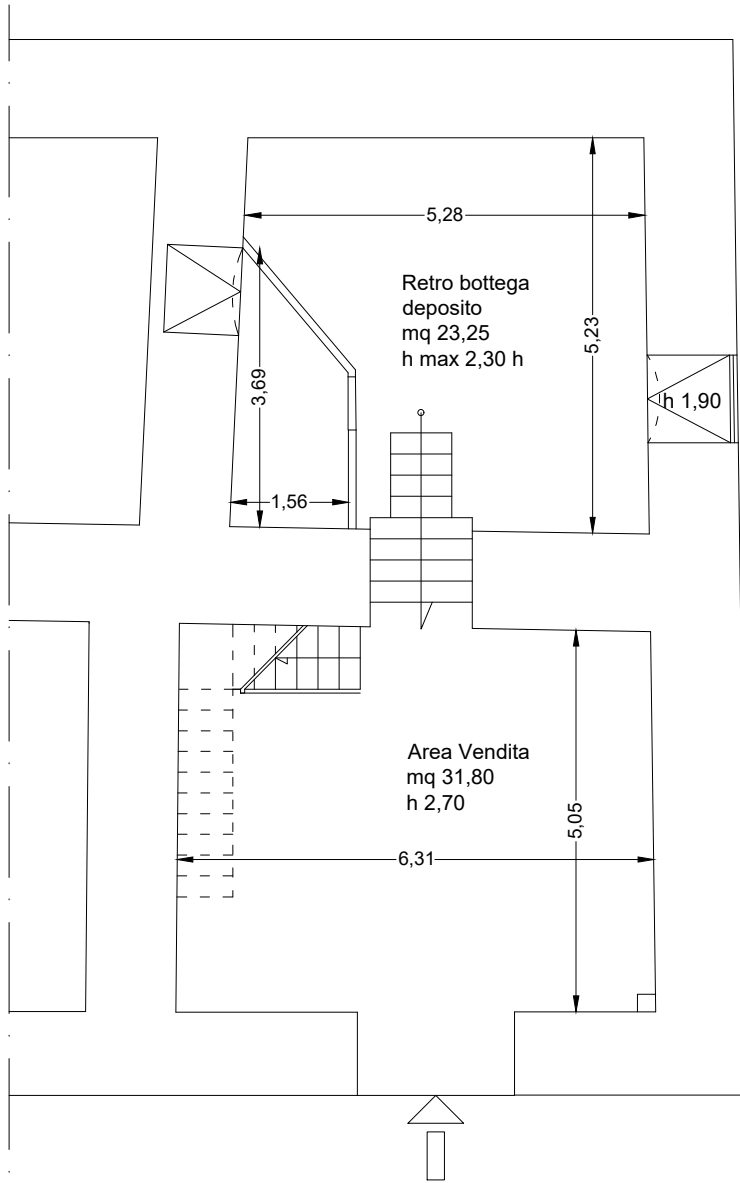 5,28
Retro bottega
deposito
mq 23,25
h max 2,30 h
5,23
3,69
h 1,90
1,56
Area Vendita
mq 31,80
h 2,70
5,05
6,31